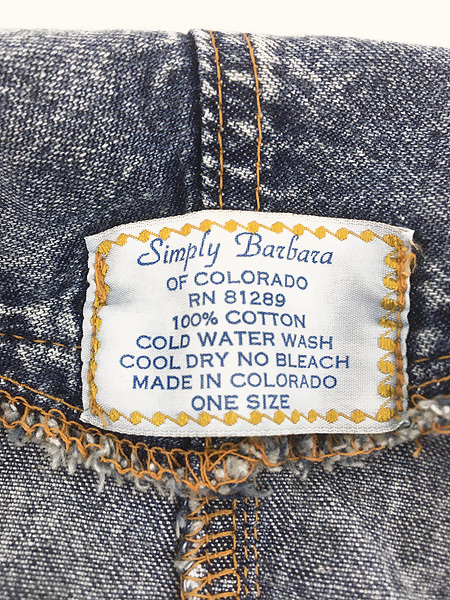 Simply Barbara
OF COLORADO
RN 81289
100% COTTON
COLD WATER WASH
COOL DRY NO BLEACH
MADE IN COLORADO
ONE SIZE